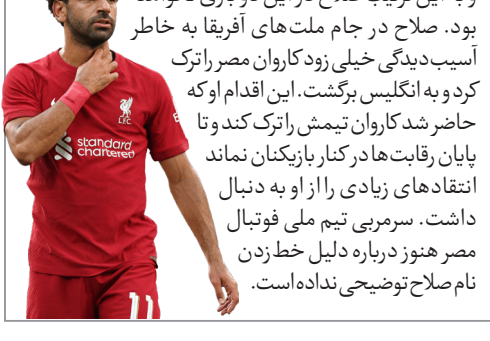 بود. صلاح در جام ملت‌های آفریقا به خاطر
آسیب‌دیدگی خیلی زود کاروان مصر را ترک
کرد و به انگلیس برگشت. این اقدام او که
حاضر شد کاروان تیمش را ترک کند و تا
پایان رقابت‌ها در کنار بازیکنان نماند
انتقادهای زیادی را از او به دنبال
داشت. سرمربی تیم ملی فوتبال
مصر هنوز درباره دلیل خط زدن
نام صلاح توضیحی نداده است.
L.F.C.
standard
chartered
11